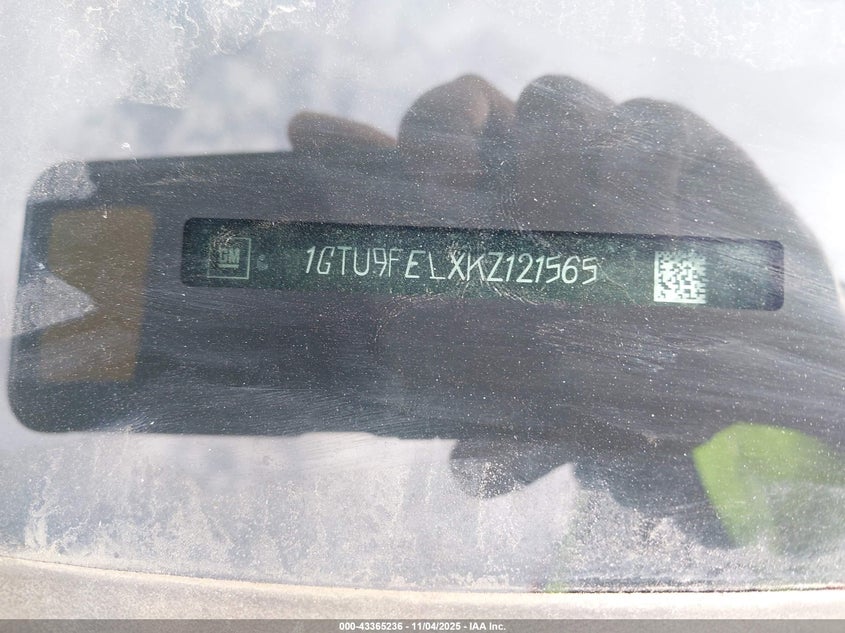 GM
1GTU9FELXKZ121565
000-43365236 - 11/04/2025 - IAA Inc.